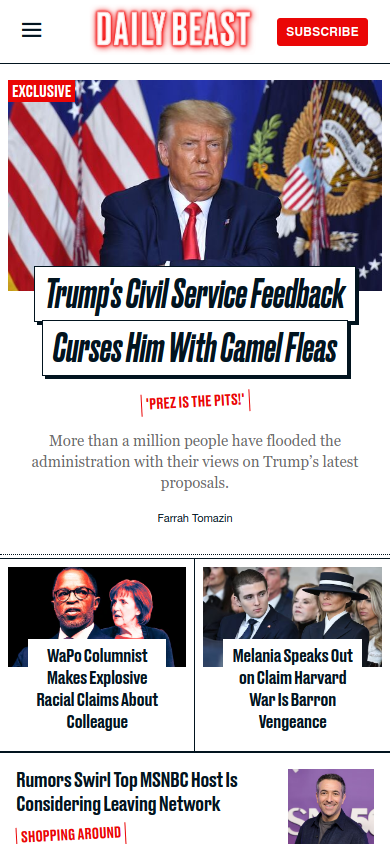 DAILY BEAST
SUBSCRIBE
EXCLUSIVE
Trump's Civil Service Feedback
Curses Him With Camel Fleas
'PREZ IS THE PITS!'
More than a million people have flooded the
administration with their views on Trump’s latest
proposals.
Farrah Tomazin
WaPo Columnist
Makes Explosive
Racial Claims About
Colleague
Melania Speaks Out
on Claim Harvard
War Is Barron
Vengeance
Rumors Swirl Top MSNBC Host Is
Considering Leaving Network
SHOPPING AROUND